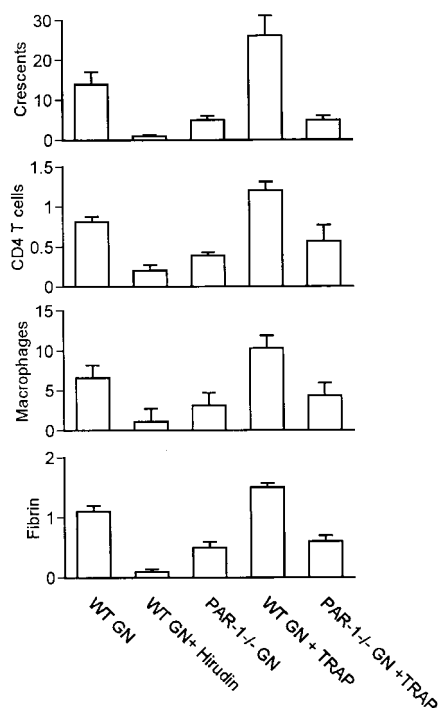 Crescents
30
20
10
0
CD4 T cells
1.5
1
0.5
0
Macrophages
15
10
5
0
Fibrin
2
1
0
WT GN
WT GN+ Hirudin
PAR-1-/- GN
WT GN + TRAP
PAR-1-/- GN +TRAP